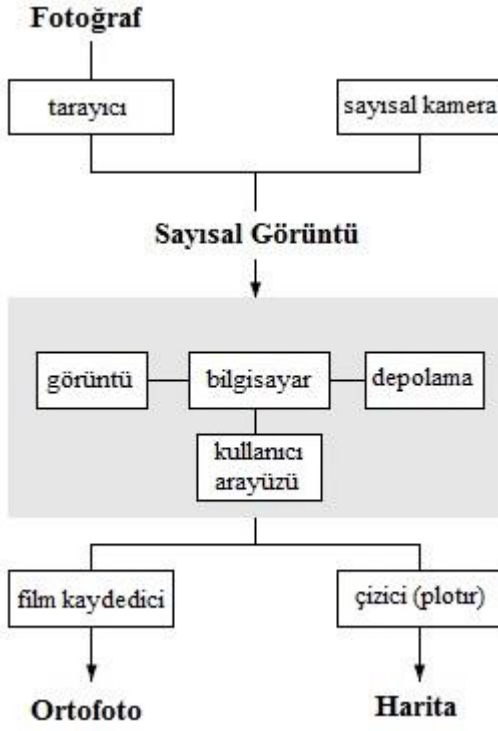 Fotoğraf
tarayıcı
sayısal kamera
Sayısal Görüntü
görüntü
bilgisayar
depolama
kullanıcı
arayüzü
film kaydedici
çizici (plotır)
Ortofoto
Harita